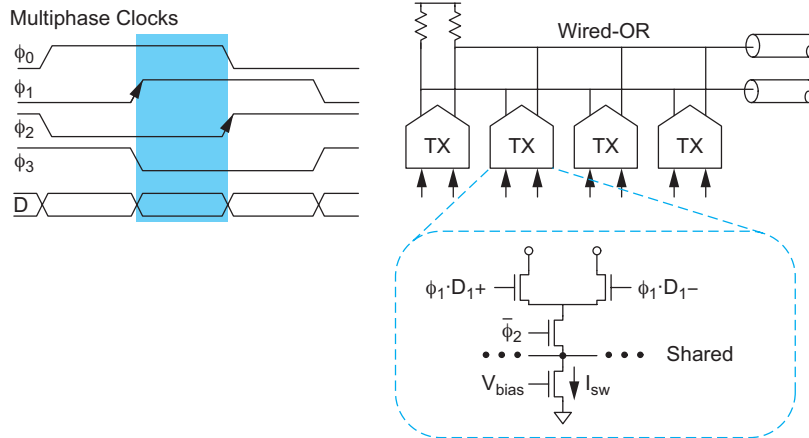 Multiphase Clocks
ϕ0
ϕ1
ϕ2
ϕ3
D
Wired-OR
TX TX TX TX
ϕ1·D1+ ϕ1·D1−
ϕ̅2
Shared
Vbias Isw